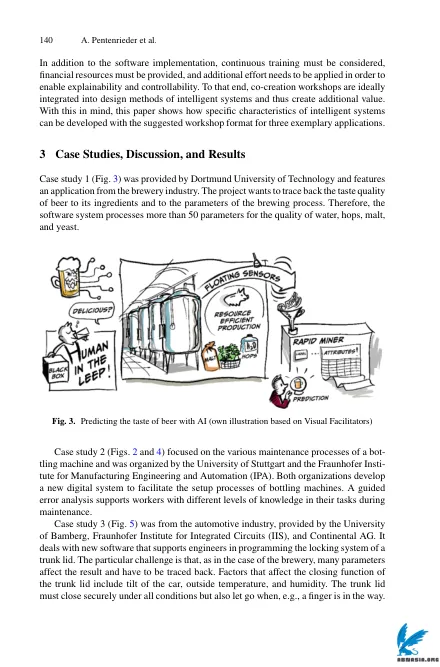 140 A. Pentenrieder et al.
In addition to the software implementation, continuous training must be considered,
financial resources must be provided, and additional effort needs to be applied in order to
enable explainability and controllability. To that end, co-creation workshops are ideally
integrated into design methods of intelligent systems and thus create additional value.
With this in mind, this paper shows how specific characteristics of intelligent systems
can be developed with the suggested workshop format for three exemplary applications.
3 Case Studies, Discussion, and Results
Case study 1 (Fig. 3) was provided by Dortmund University of Technology and features
an application from the brewery industry. The project wants to trace back the taste quality
of beer to its ingredients and to the parameters of the brewing process. Therefore, the
software system processes more than 50 parameters for the quality of water, hops, malt,
and yeast.
DELICIOUS?
BLACK
BOX
HUMAN
IN THE
LEEP!
FLOATING SENSORS
RESOURCE
EFFICIENT
PRODUCTION
MALT
HOPS
RAPID MINER
LABEL
ATTRIBUTES!
PREDICTION
Fig. 3. Predicting the taste of beer with AI (own illustration based on Visual Facilitators)
Case study 2 (Figs. 2 and 4) focused on the various maintenance processes of a bot-
tling machine and was organized by the University of Stuttgart and the Fraunhofer Insti-
tute for Manufacturing Engineering and Automation (IPA). Both organizations develop
a new digital system to facilitate the setup processes of bottling machines. A guided
error analysis supports workers with different levels of knowledge in their tasks during
maintenance.
Case study 3 (Fig. 5) was from the automotive industry, provided by the University
of Bamberg, Fraunhofer Institute for Integrated Circuits (IIS), and Continental AG. It
deals with new software that supports engineers in programming the locking system of a
trunk lid. The particular challenge is that, as in the case of the brewery, many parameters
affect the result and have to be traced back. Factors that affect the closing function of
the trunk lid include tilt of the car, outside temperature, and humidity. The trunk lid
must close securely under all conditions but also let go when, e.g., a finger is in the way.